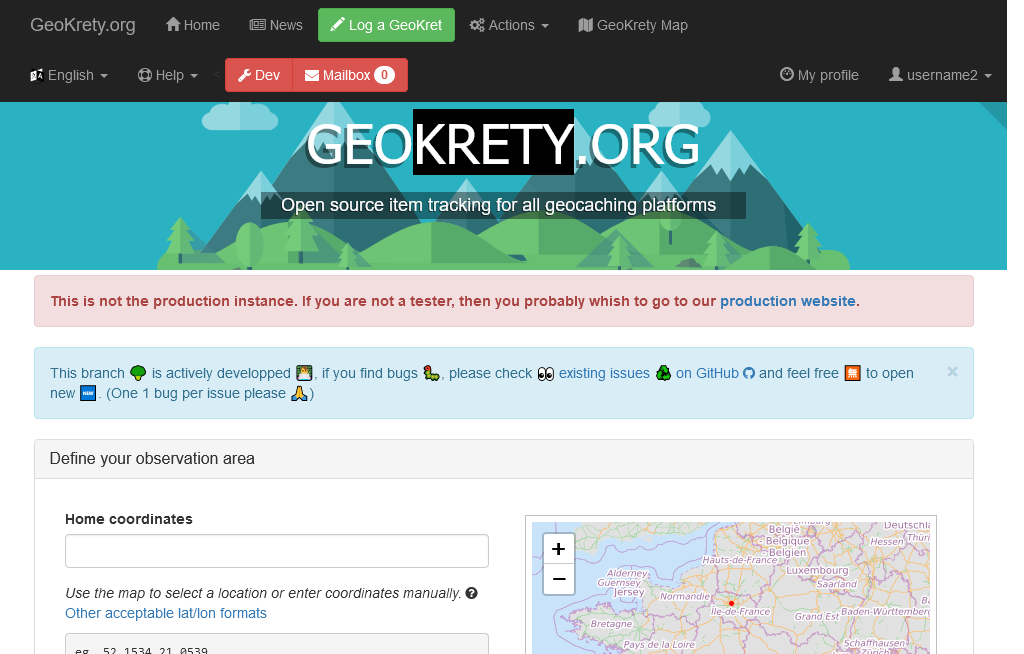 GeoKrety.org Home News Log a GeoKret Actions GeoKrety Map
English Help < Dev Mailbox 0 My profile username2
GEOKRETY.ORG
Open source item tracking for all geocaching platforms
This is not the production instance. If you are not a tester, then you probably whish to go to our production website.
This branch is actively developped , if you find bugs , please check existing issues on GitHub and feel free to open
new NEW . (One 1 bug per issue please )
×
Define your observation area
Home coordinates
Use the map to select a location or enter coordinates manually.
Other acceptable lat/lon formats
eg. 52.1534 21.0539
+
−
Limburg
België
- Belgique
- Belgien
Deutschl
Hessen
Thüri
Hauts-de-France
Luxembourg
Alderney
Guernsey
Jersey
Saarland
Normandie
Île-de-France
Grand Est
Baden-Württember
B
Bretagne
Pays de la Loire
Schaffhausen
Zürich